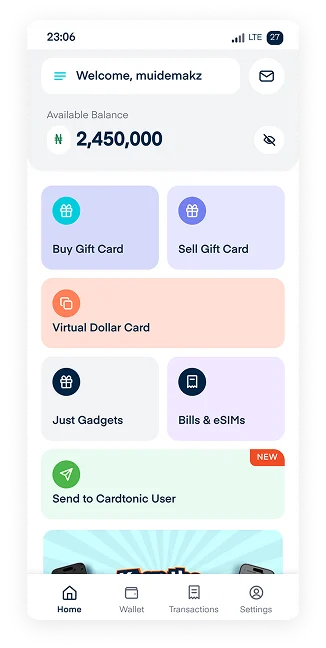 23:06 LTE 27
Welcome, muidemakz
Available Balance
₦ 2,450,000
Buy Gift Card
Sell Gift Card
Virtual Dollar Card
Just Gadgets
Bills & eSIMs
NEW
Send to Cardtonic User
Home Wallet Transactions Settings